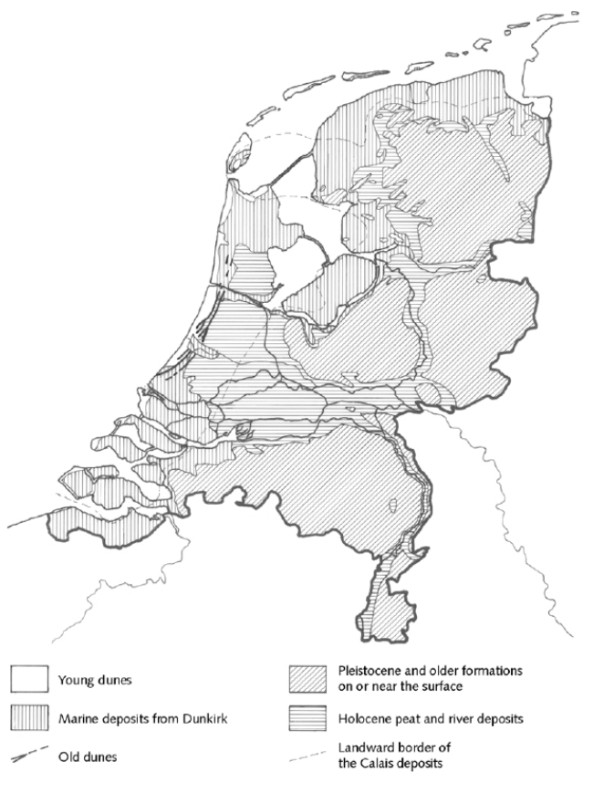 Young dunes
Marine deposits from Dunkirk
Old dunes
Pleistocene and older formations
on or near the surface
Holocene peat and river deposits
Landward border of
the Calais deposits